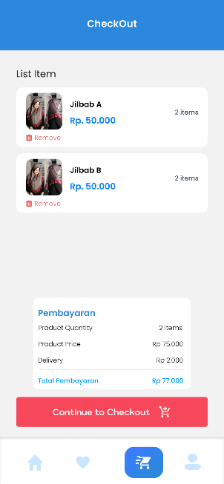 CheckOut
List Item
Jilbab A
Rp. 50.000
2 items
Remove
Jilbab B
Rp. 50.000
2 items
Remove
Pembayaran
Product Quntity 2 Items
Product Price Rp 75.000
Delivery Rp 2.000
Total Pembayaran Rp 77.000
Continue to Checkout